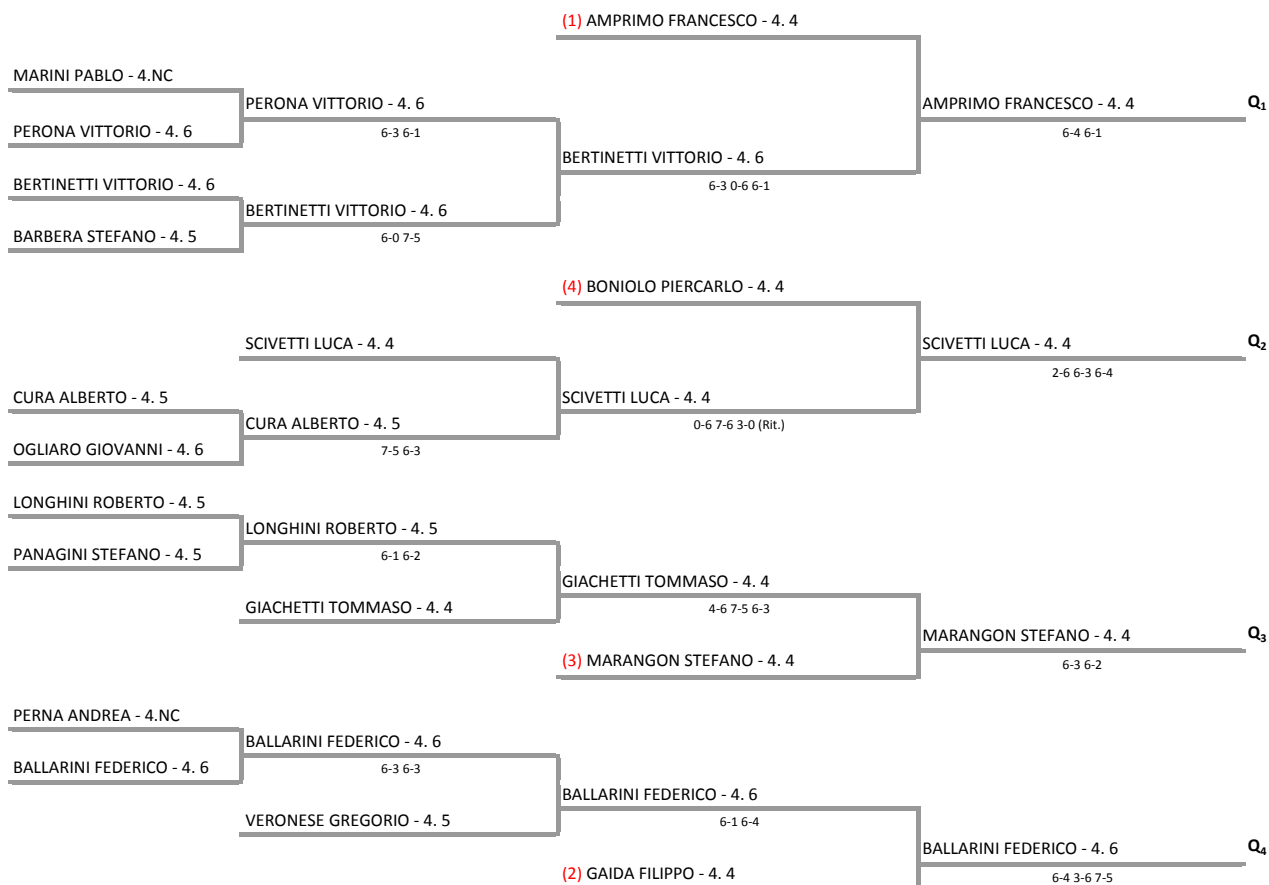 (1) AMPRIMO FRANCESCO - 4. 4
MARINI PABLO - 4.NC
PERONA VITTORIO - 4. 6
AMPRIMO FRANCESCO - 4. 4
Q1
PERONA VITTORIO - 4. 6
6-3 6-1
6-4 6-1
BERTINETTI VITTORIO - 4. 6
BERTINETTI VITTORIO - 4. 6
6-3 0-6 6-1
BERTINETTI VITTORIO - 4. 6
BARBERA STEFANO - 4. 5
6-0 7-5
(4) BONIOLO PIERCARLO - 4. 4
SCIVETTI LUCA - 4. 4
SCIVETTI LUCA - 4. 4
Q2
2-6 6-3 6-4
CURA ALBERTO - 4. 5
SCIVETTI LUCA - 4. 4
CURA ALBERTO - 4. 5
0-6 7-6 3-0 (Rit.)
OGLIARO GIOVANNI - 4. 6
7-5 6-3
LONGHINI ROBERTO - 4. 5
LONGHINI ROBERTO - 4. 5
PANAGINI STEFANO - 4. 5
6-1 6-2
GIACHETTI TOMMASO - 4. 4
GIACHETTI TOMMASO - 4. 4
4-6 7-5 6-3
MARANGON STEFANO - 4. 4
Q3
(3) MARANGON STEFANO - 4. 4
6-3 6-2
PERNA ANDREA - 4.NC
BALLARINI FEDERICO - 4. 6
BALLARINI FEDERICO - 4. 6
6-3 6-3
BALLARINI FEDERICO - 4. 6
VERONESE GREGORIO - 4. 5
6-1 6-4
BALLARINI FEDERICO - 4. 6
Q4
(2) GAIDA FILIPPO - 4. 4
6-4 3-6 7-5